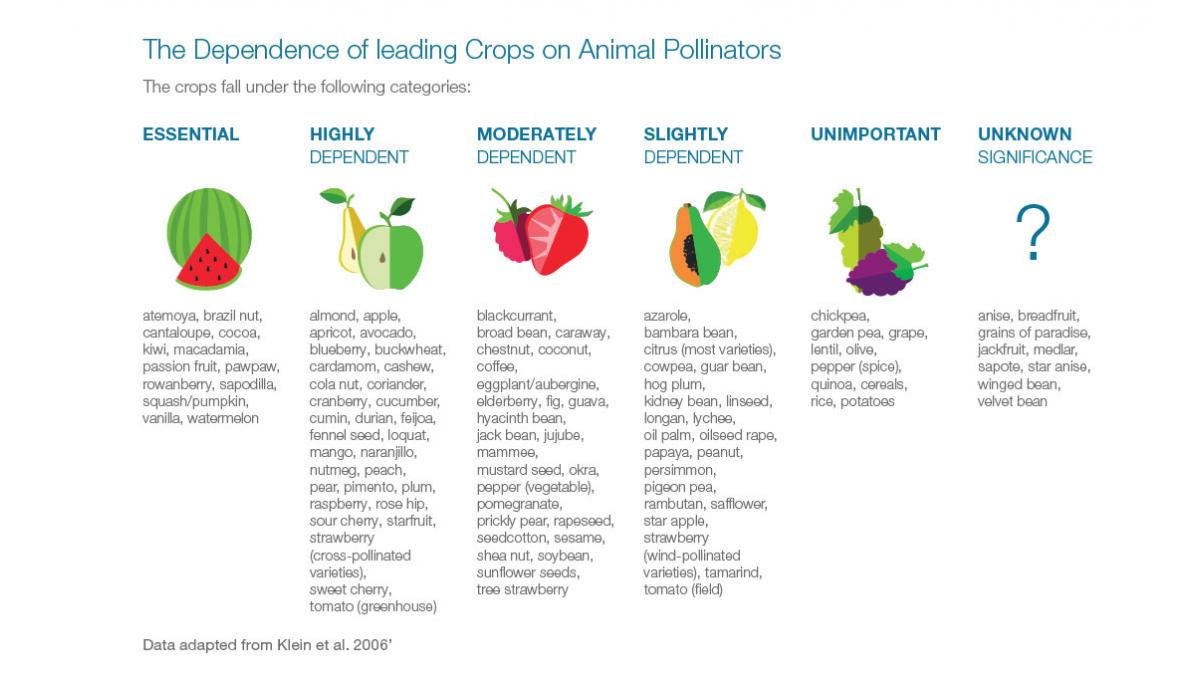 The Dependence of leading Crops on Animal Pollinators
The crops fall under the following categories:
ESSENTIAL
atemoya, brazil nut,
cantaloupe, cocoa,
kiwi, macadamia,
passion fruit, pawpaw,
rowanberry, sapodilla,
squash/pumpkin,
vanilla, watermelon
HIGHLY
DEPENDENT
almond, apple,
apricot, avocado,
blueberry, buckwheat,
cardamom, cashew,
cola nut, coriander,
cranberry, cucumber,
cumin, durian, feijoa,
fennel seed, loquat,
mango, naranjillo,
nutmeg, peach,
pear, pimento, plum,
raspberry, rose hip,
sour cherry, starfruit,
strawberry
(cross-pollinated
varieties),
sweet cherry,
tomato (greenhouse)
MODERATELY
DEPENDENT
blackcurrant,
broad bean, caraway,
chestnut, coconut,
coffee,
eggplant/aubergine,
elderberry, fig, guava,
hyacinth bean,
jack bean, jujube,
mammee,
mustard seed, okra,
pepper (vegetable),
pomegranate,
prickly pear, rapeseed,
seedcotton, sesame,
shea nut, soybean,
sunflower seeds,
tree strawberry
SLIGHTLY
DEPENDENT
azarole,
bambara bean,
citrus (most varieties),
cowpea, guar bean,
hog plum,
kidney bean, linseed,
longan, lychee,
oil palm, oilseed rape,
papaya, peanut,
persimmon,
pigeon pea,
rambutan, safflower,
star apple,
strawberry
(wind-pollinated
varieties), tamarind,
tomato (field)
UNIMPORTANT
chickpea,
garden pea, grape,
lentil, olive,
pepper (spice),
quinoa, cereals,
rice, potatoes
UNKNOWN
SIGNIFICANCE
?
anise, breadfruit,
grains of paradise,
jackfruit, medlar,
sapote, star anise,
winged bean,
velvet bean
Data adapted from Klein et al. 2006’